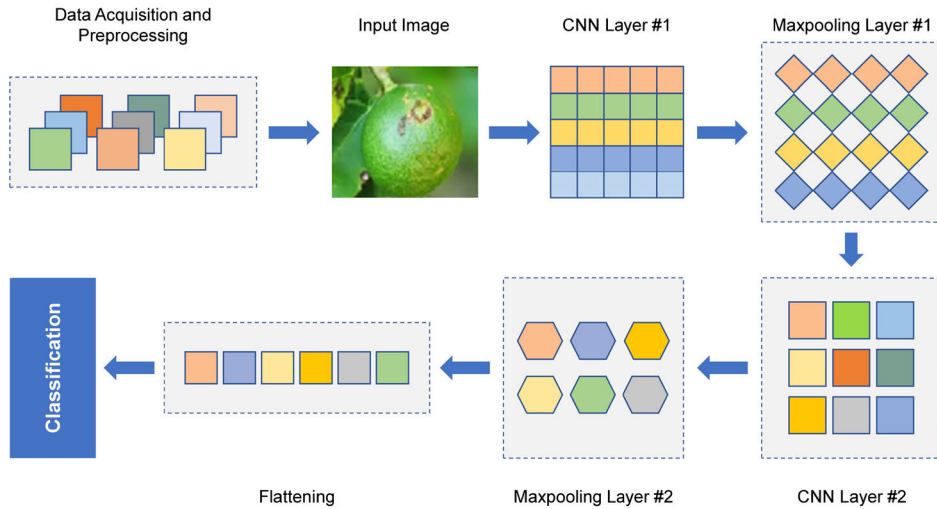 Data Acquisition and
Preprocessing
Input Image
CNN Layer #1
Maxpooling Layer #1
Classification
Flattening
Maxpooling Layer #2
CNN Layer #2